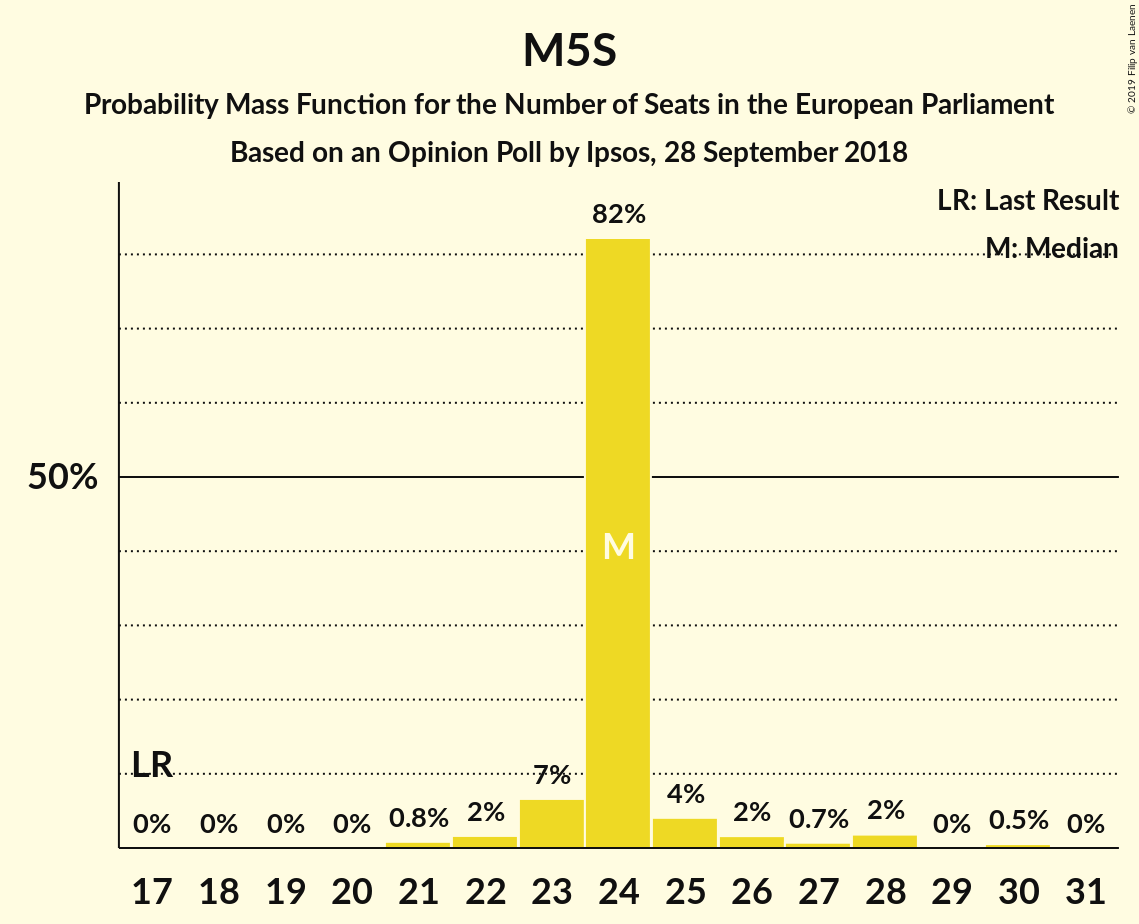 M5S
Probability Mass Function for the Number of Seats in the European Parliament
Based on an Opinion Poll by Ipsos, 28 September 2018
© 2019 Filip van Laenen
LR: Last Result
M: Median
82%
50%
M
LR
0% 0% 0% 0% 0.8% 2% 7% 4% 2% 0.7% 2% 0% 0.5% 0%
17 18 19 20 21 22 23 24 25 26 27 28 29 30 31